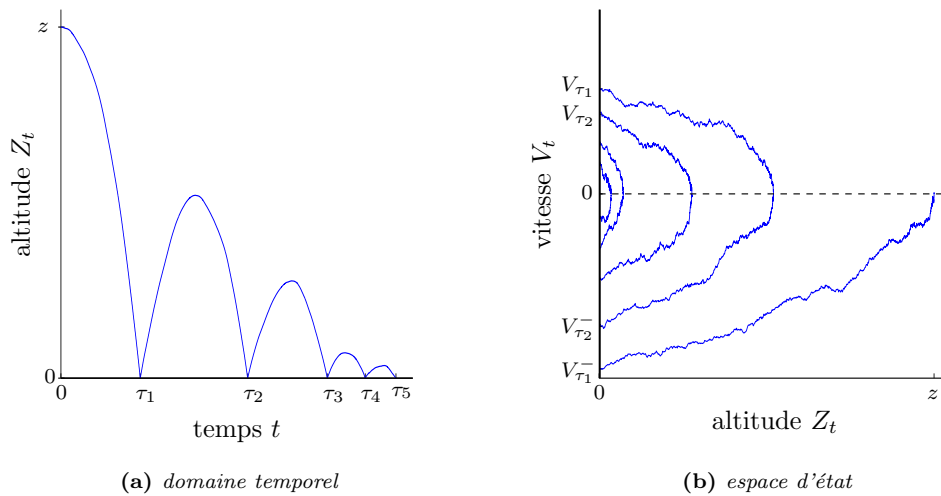 z
altitude Z_t
0
0
τ_1
τ_2
τ_3
τ_4
τ_5
temps t
(a) domaine temporel
V_{τ_1}
V_{τ_2}
0
vitesse V_t
V_{τ_2}^-
V_{τ_1}^-
0
z
altitude Z_t
(b) espace d'état